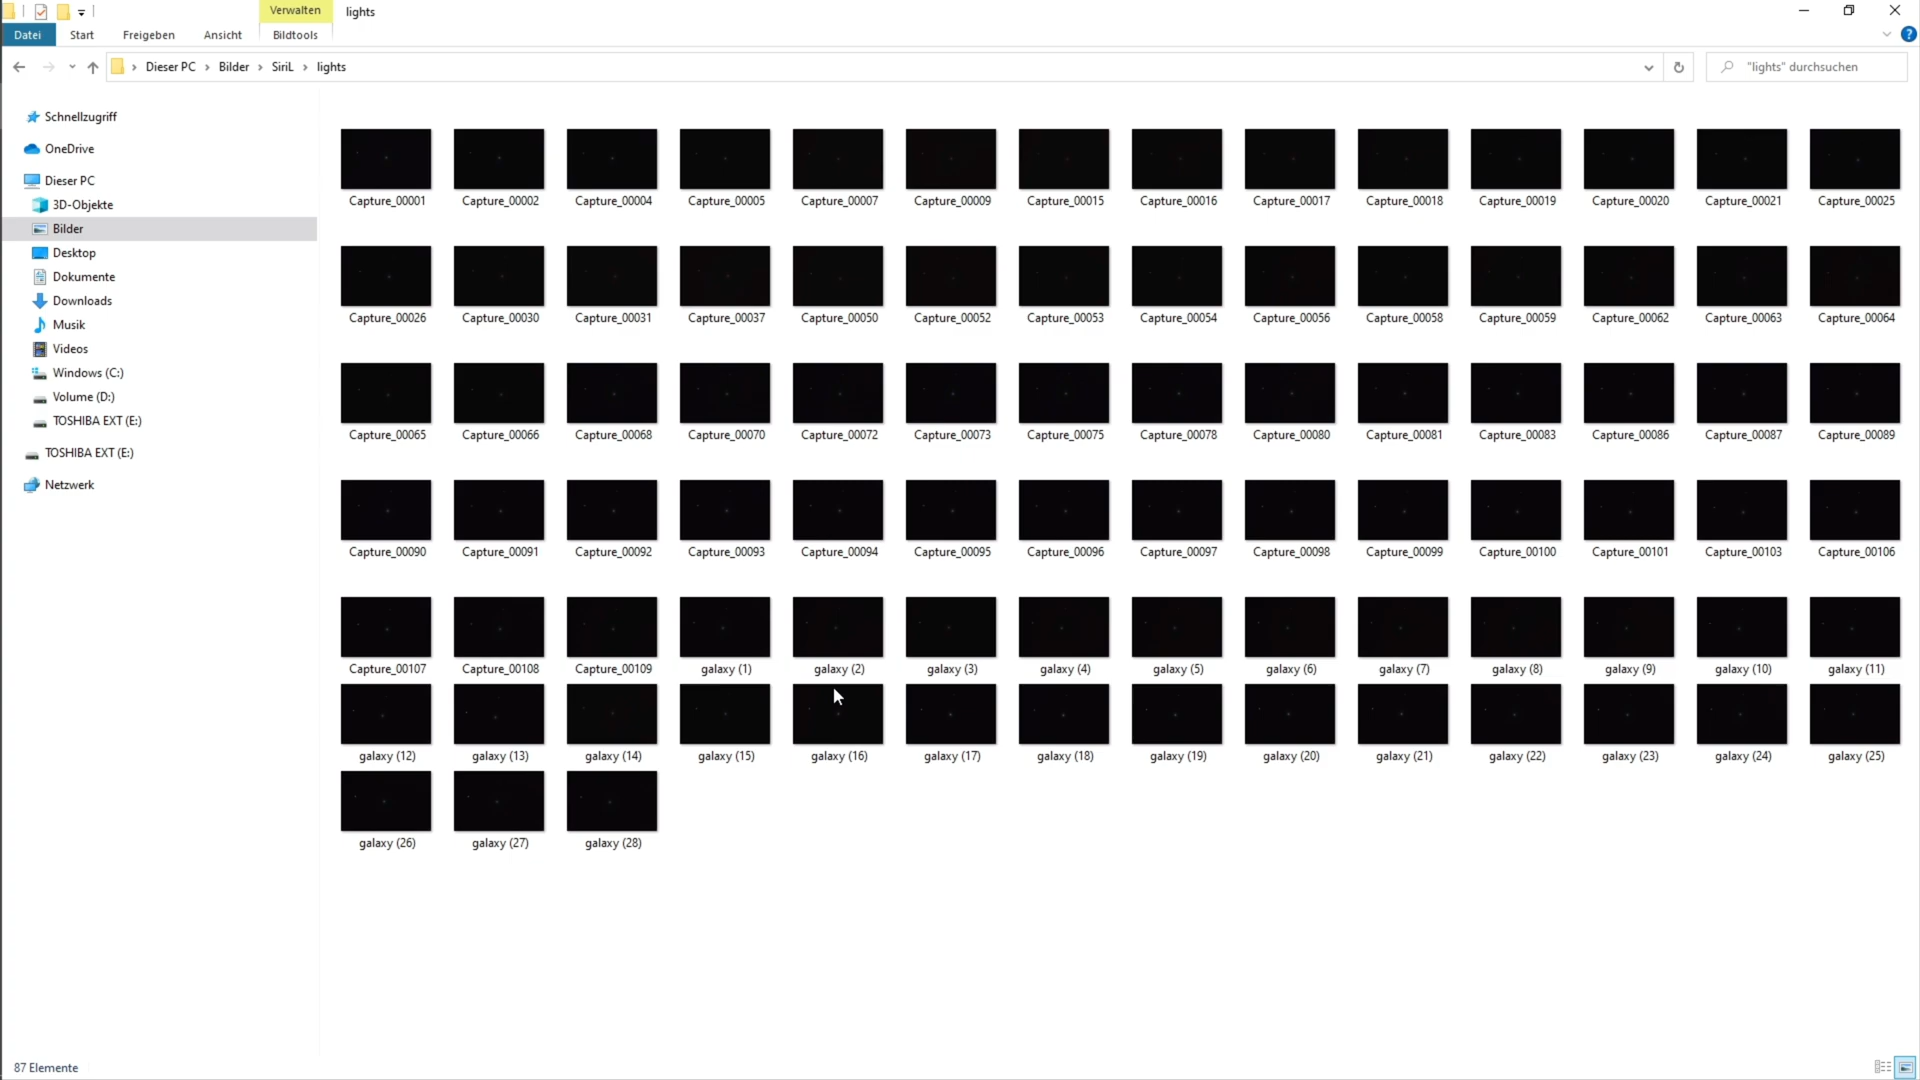 Verwalten lights
Datei Start Freigeben Ansicht Bildtools
Dieser PC Bilder SiriL lights "lights" durchsuchen
Schnellzugriff
OneDrive
Dieser PC
3D-Objekte
Bilder
Desktop
Dokumente
Downloads
Musik
Videos
Windows (C:)
Volume (D:)
TOSHIBA EXT (E:)
TOSHIBA EXT (E:)
Netzwerk
Capture_00001 Capture_00002 Capture_00004 Capture_00005 Capture_00007 Capture_00009 Capture_00015 Capture_00016 Capture_00017 Capture_00018 Capture_00019 Capture_00020 Capture_00021 Capture_00025
Capture_00026 Capture_00030 Capture_00031 Capture_00037 Capture_00050 Capture_00052 Capture_00053 Capture_00054 Capture_00056 Capture_00058 Capture_00059 Capture_00062 Capture_00063 Capture_00064
Capture_00065 Capture_00066 Capture_00068 Capture_00070 Capture_00072 Capture_00073 Capture_00075 Capture_00078 Capture_00080 Capture_00081 Capture_00083 Capture_00086 Capture_00087 Capture_00089
Capture_00090 Capture_00091 Capture_00092 Capture_00093 Capture_00094 Capture_00095 Capture_00096 Capture_00097 Capture_00098 Capture_00099 Capture_00100 Capture_00101 Capture_00103 Capture_00106
Capture_00107 Capture_00108 Capture_00109 galaxy (1) galaxy (2) galaxy (3) galaxy (4) galaxy (5) galaxy (6) galaxy (7) galaxy (8) galaxy (9) galaxy (10) galaxy (11)
galaxy (12) galaxy (13) galaxy (14) galaxy (15) galaxy (16) galaxy (17) galaxy (18) galaxy (19) galaxy (20) galaxy (21) galaxy (22) galaxy (23) galaxy (24) galaxy (25)
galaxy (26) galaxy (27) galaxy (28)
87 Elemente